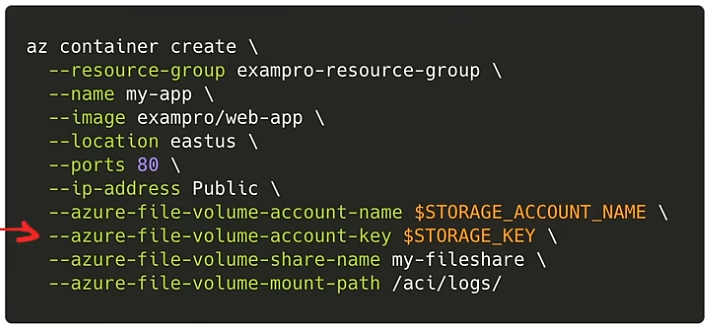 az container create \
--resource-group exampro-resource-group \
--name my-app \
--image exampro/web-app \
--location eastus \
--ports 80 \
--ip-address Public \
--azure-file-volume-account-name $STORAGE_ACCOUNT_NAME \
--azure-file-volume-account-key $STORAGE_KEY \
--azure-file-volume-share-name my-fileshare \
--azure-file-volume-mount-path /aci/logs/